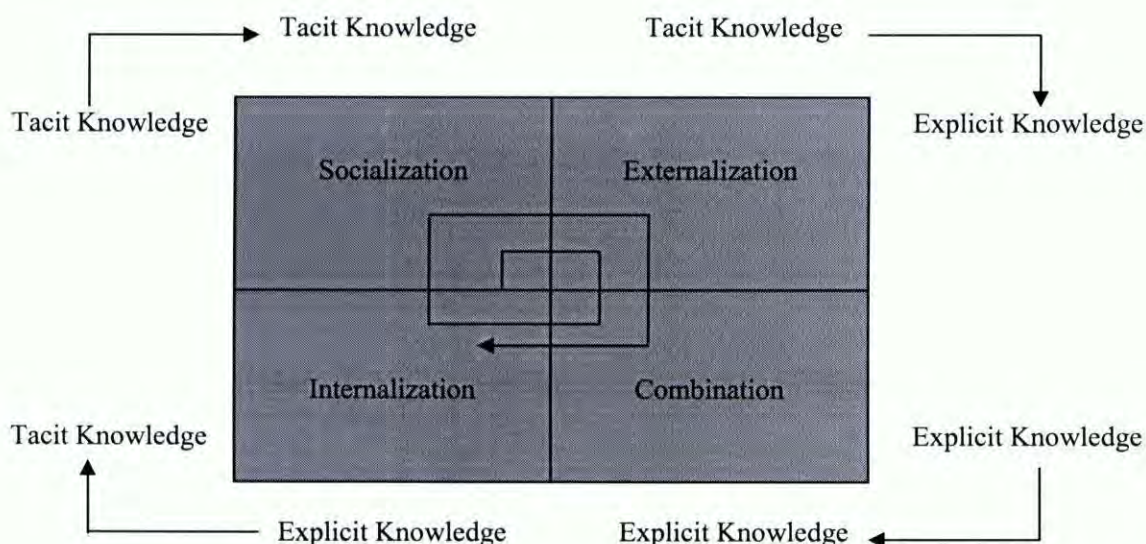 Tacit Knowledge
Tacit Knowledge
Tacit Knowledge
Explicit Knowledge
Socialization
Externalization
Internalization
Combination
Tacit Knowledge
Explicit Knowledge
Explicit Knowledge
Explicit Knowledge